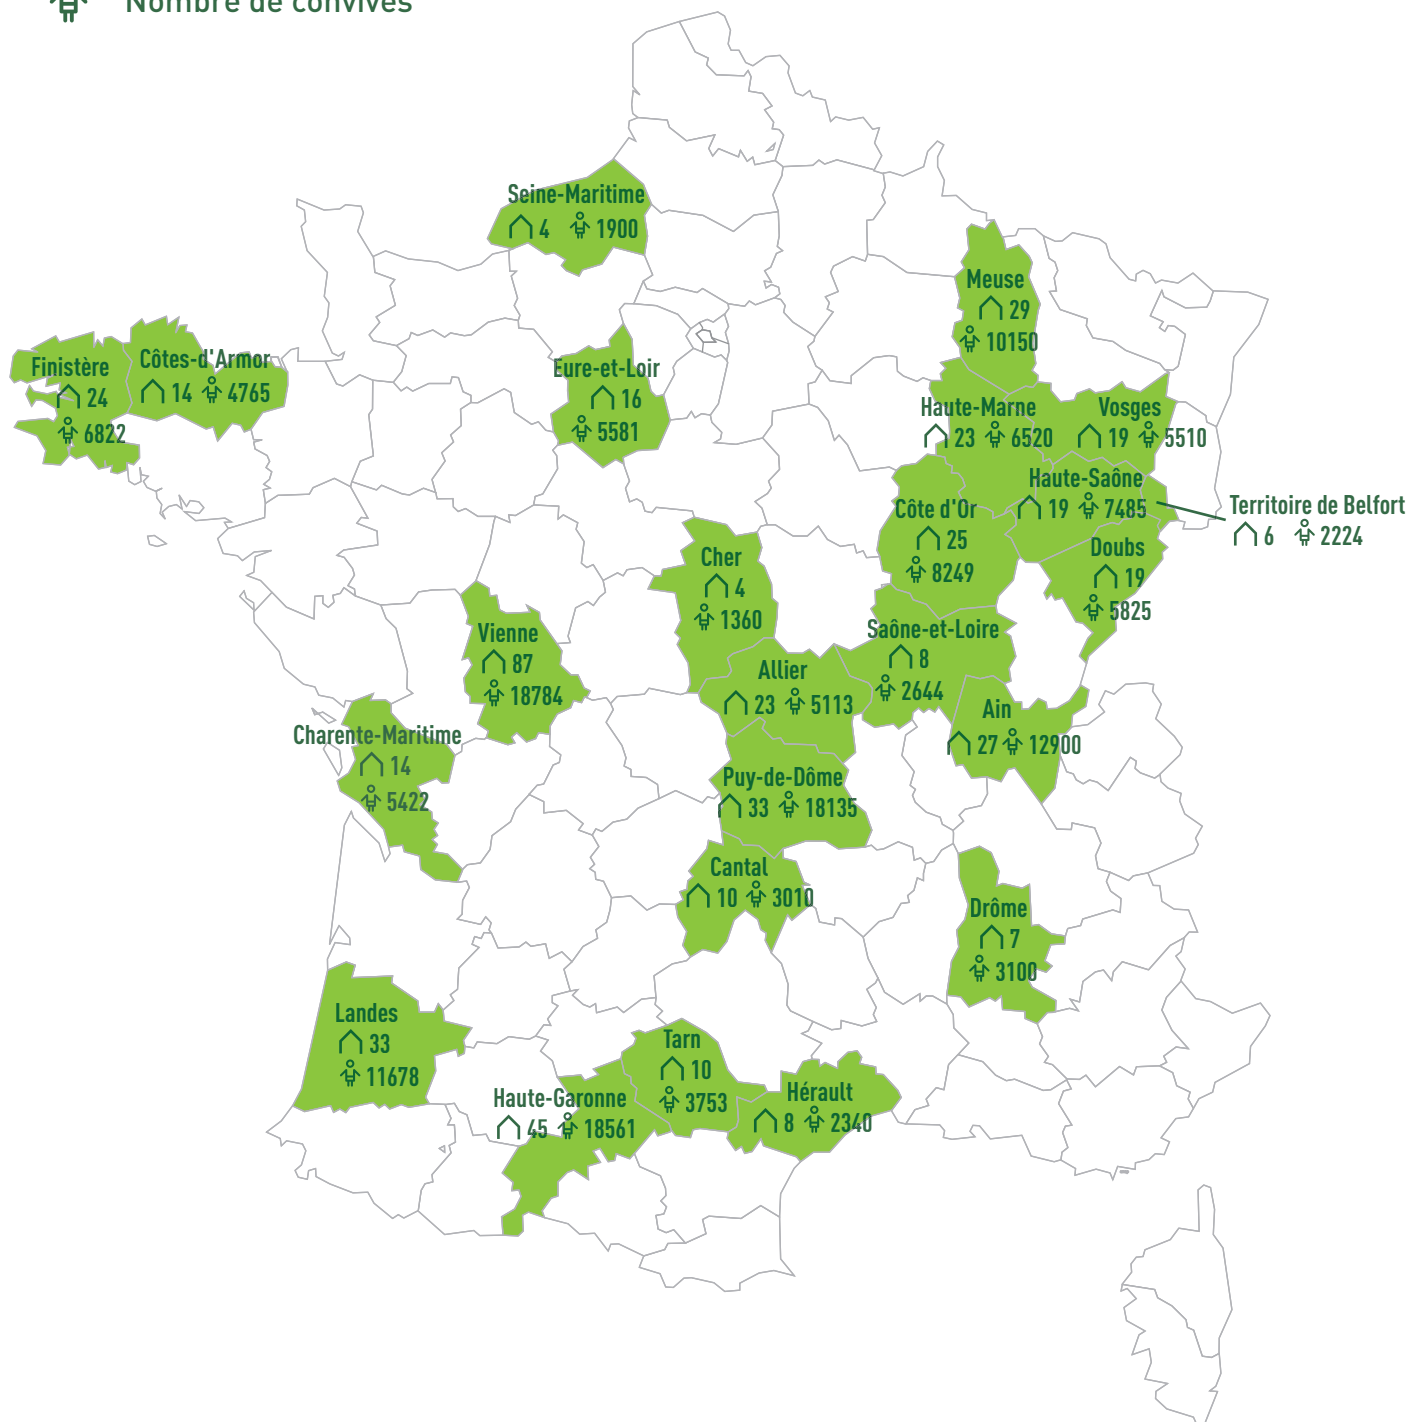 Nombre de convives
Seine-Maritime
4 1900
Meuse
29
10150
Finistère
24
6822
Côtes-d'Armor
14 4765
Eure-et-Loir
16
5581
Haute-Marne
23 6520
Vosges
19 5510
Haute-Saône
19 7485
Territoire de Belfort
6 2224
Côte d'Or
25
8249
Doubs
19
5825
Cher
4
1360
Vienne
87
18784
Saône-et-Loire
8
2644
Allier
23 5113
Ain
27 12900
Charente-Maritime
14
5422
Puy-de-Dôme
33 18135
Cantal
10 3010
Drôme
7
3100
Landes
33
11678
Tarn
10
3753
Haute-Garonne
45 18561
Hérault
8 2340